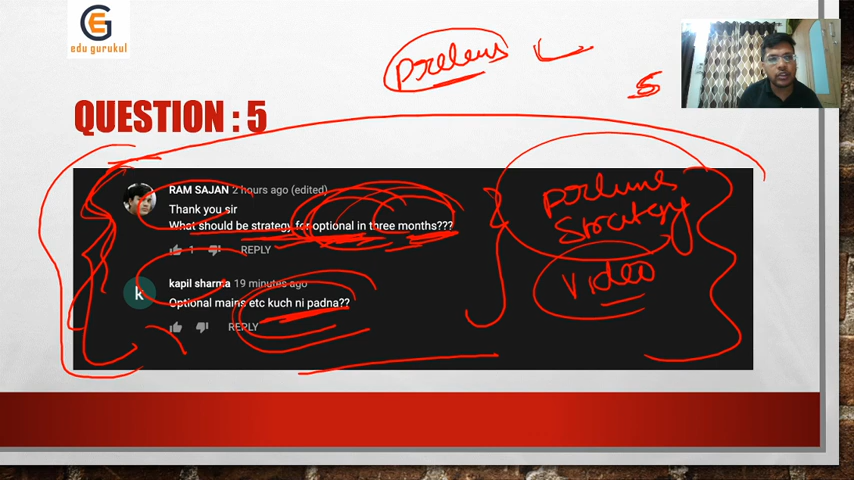 edu gurukul
Prelims
5
QUESTION : 5
RAM SAJAN 2 hours ago (edited)
Thank you sir
What should be strategy for optional in three months???
1 REPLY
k
kapil sharma 19 minutes ago
Optional mains etc kuch ni padna??
REPLY
Prelims
Strategy
Video